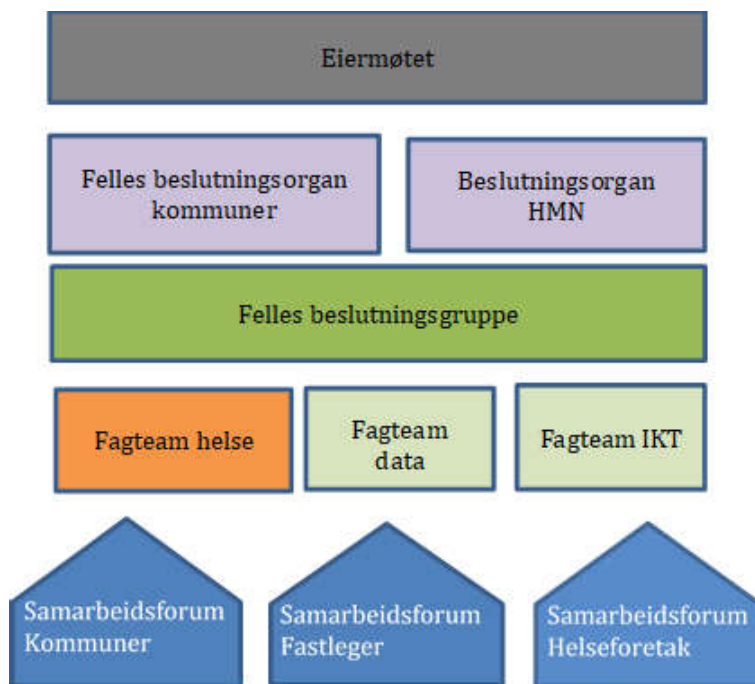 Eiermøtet
Felles beslutningsorgan
kommuner
Beslutningsorgan
HMN
Felles beslutningsgruppe
Fagteam helse
Fagteam
data
Fagteam IKT
Samarbeidsforum
Kommuner
Samarbeidsforum
Fastleger
Samarbeidsforum
Helseforetak